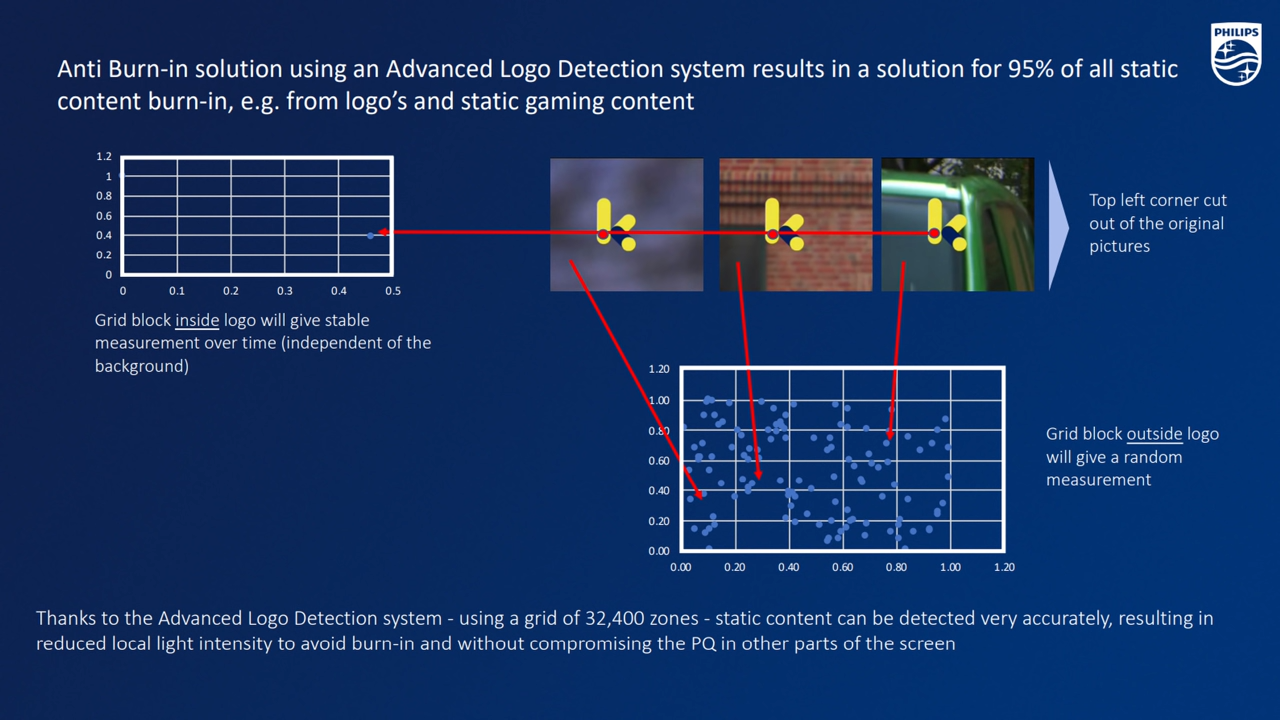 PHILIPS
Anti Burn-in solution using an Advanced Logo Detection system results in a solution for 95% of all static
content burn-in, e.g. from logo's and static gaming content
1.2
1
0.8
0.6
0.4
0.2
0
0 0.1 0.2 0.3 0.4 0.5
Grid block inside logo will give stable
measurement over time (independent of the
background)
Top left corner cut
out of the original
pictures
1.20
1.00
0.80
0.60
0.40
0.20
0.00
0.00 0.20 0.40 0.60 0.80 1.00 1.20
Grid block outside logo
will give a random
measurement
Thanks to the Advanced Logo Detection system - using a grid of 32,400 zones - static content can be detected very accurately, resulting in
reduced local light intensity to avoid burn-in and without compromising the PQ in other parts of the screen